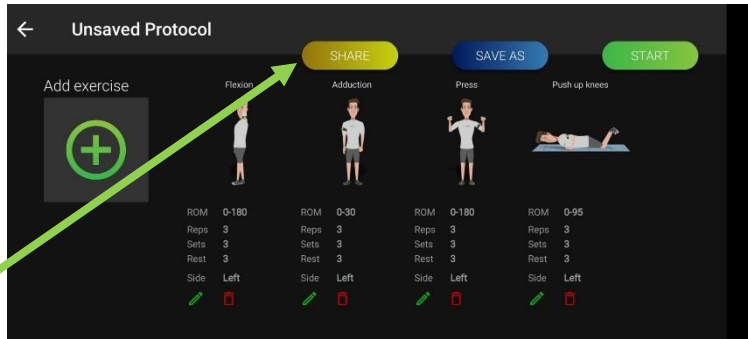 Unsaved Protocol
SHARE
SAVE AS
START
Add exercise
Flexion
Adduction
Press
Push up knees
ROM 0-180
ROM 0-30
ROM 0-180
ROM 0-95
Reps 3
Reps 3
Reps 3
Reps 3
Sets 3
Sets 3
Sets 3
Sets 3
Rest 3
Rest 3
Rest 3
Rest 3
Side Left
Side Left
Side Left
Side Left